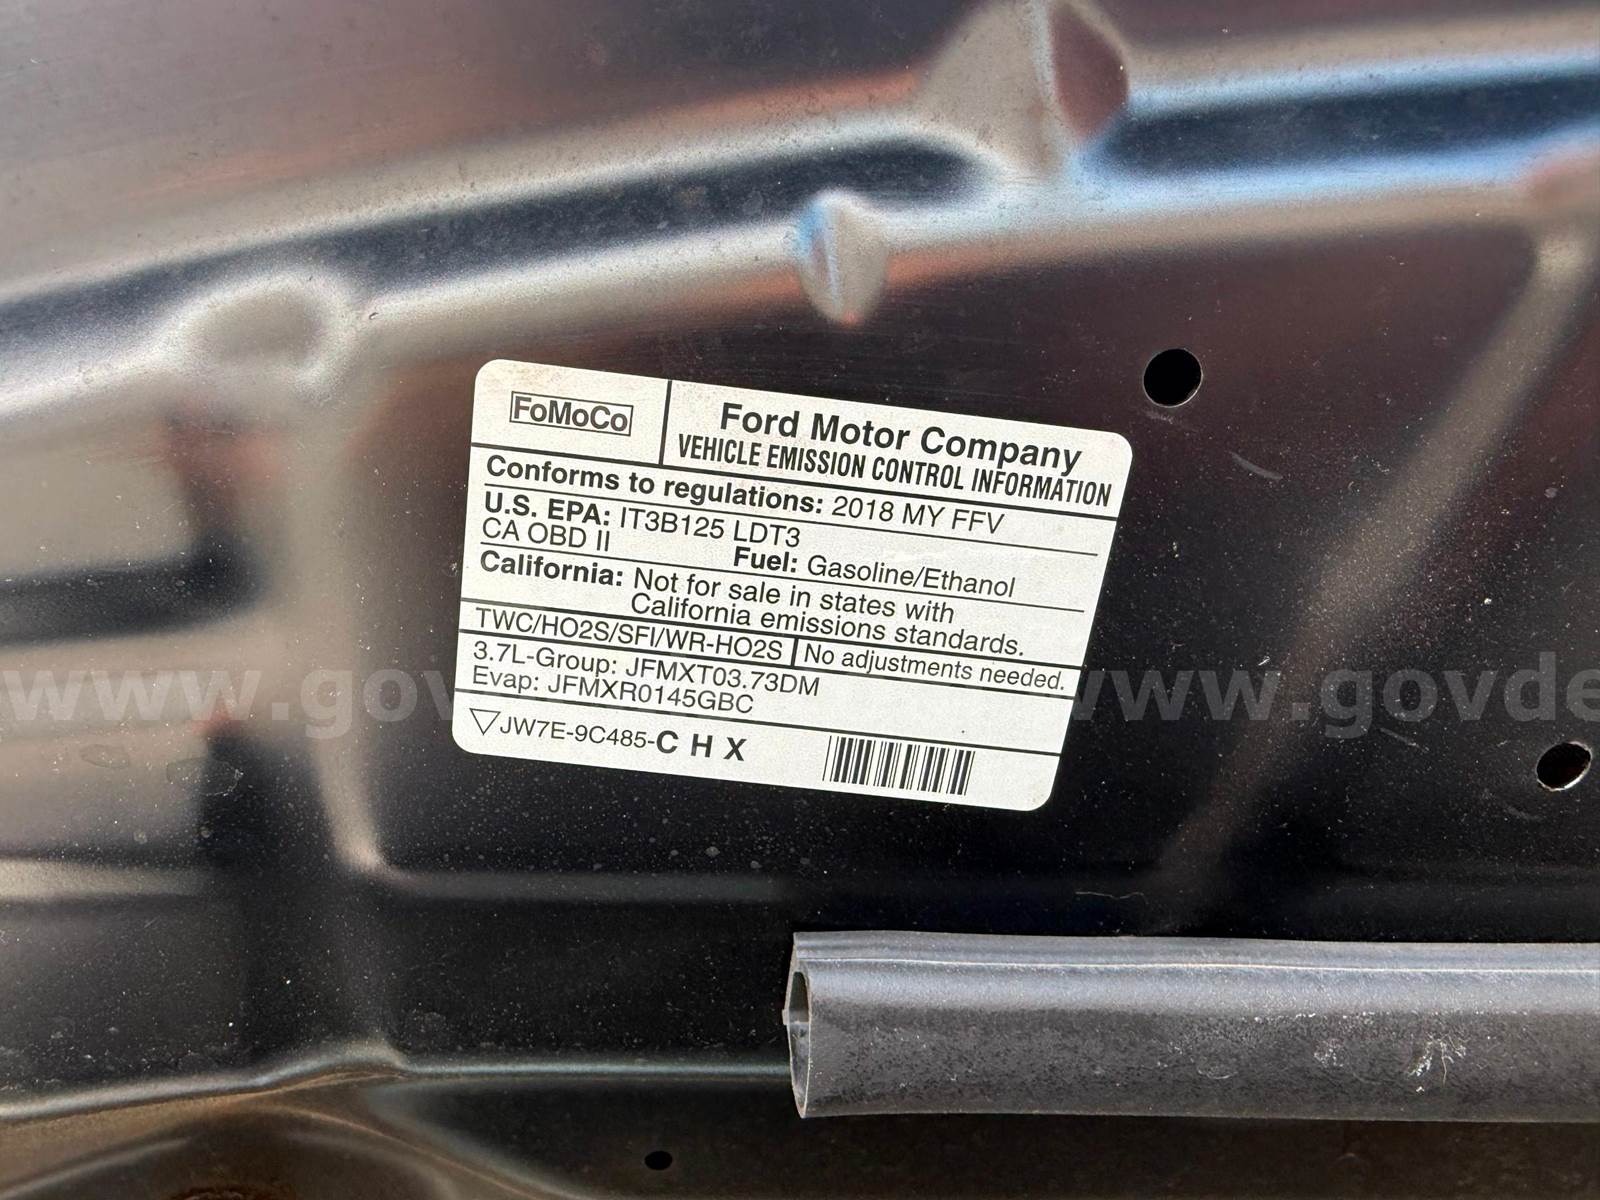 FoMoCo
Ford Motor Company
VEHICLE EMISSION CONTROL INFORMATION
Conforms to regulations: 2018 MY FFV
U.S. EPA: IT3B125 LDT3
CA OBD II
Fuel: Gasoline/Ethanol
California: Not for sale in states with
California emissions standards.
TWC/HO2S/SFI/WR-HO2S
No adjustments needed.
3.7L-Group: JFMXT03.73DM
Evap: JFMXR0145GBC
JW7E-9C485-C H X
www.gov
www.govde